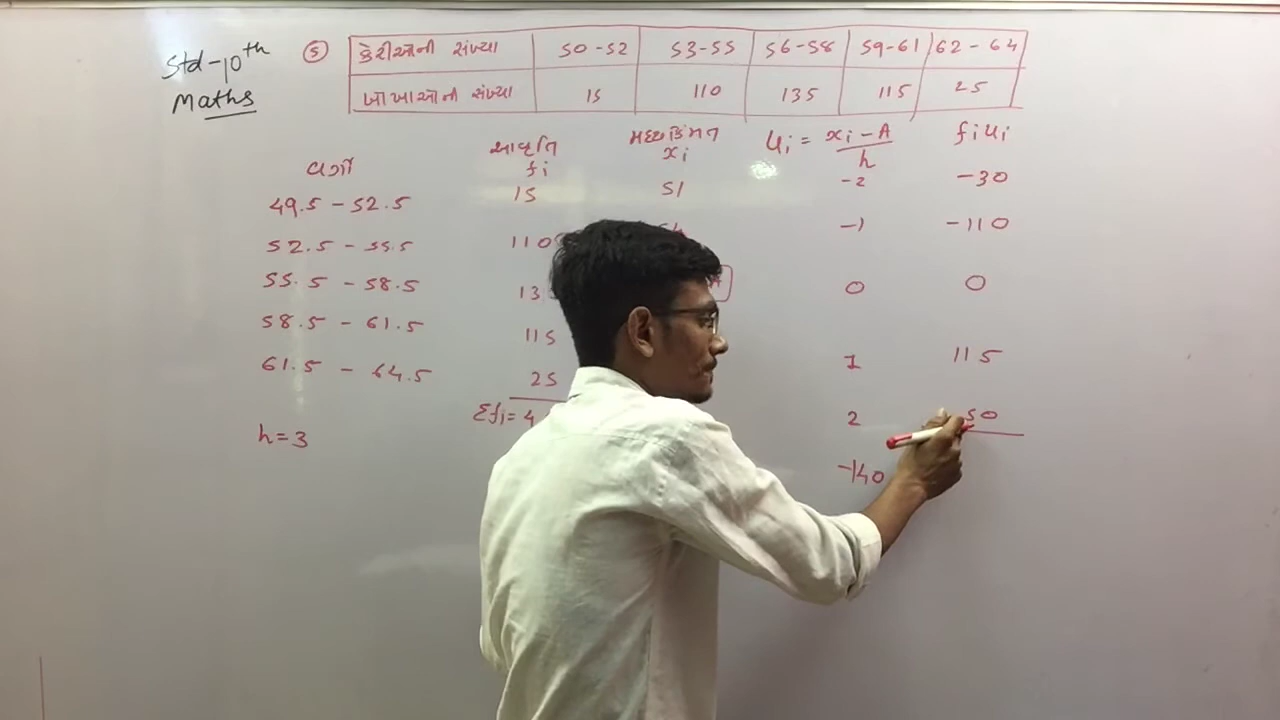 Std-10th
Maths
5 કેરીઓની સંખ્યા 50-52 53-55 56-58 59-61 62-64
ખોખાઓની સંખ્યા 15 110 135 115 25
વર્ગો આવૃતિ fi મધ્યકિંમત xi ui = xi-A/h fiui
49.5-52.5 15 51 -2 -30
52.5-55.5 110 -1 -110
55.5-58.5 13 0 0
58.5-61.5 115 1 115
61.5-64.5 25 2 50
h=3 Σfi=4 -140